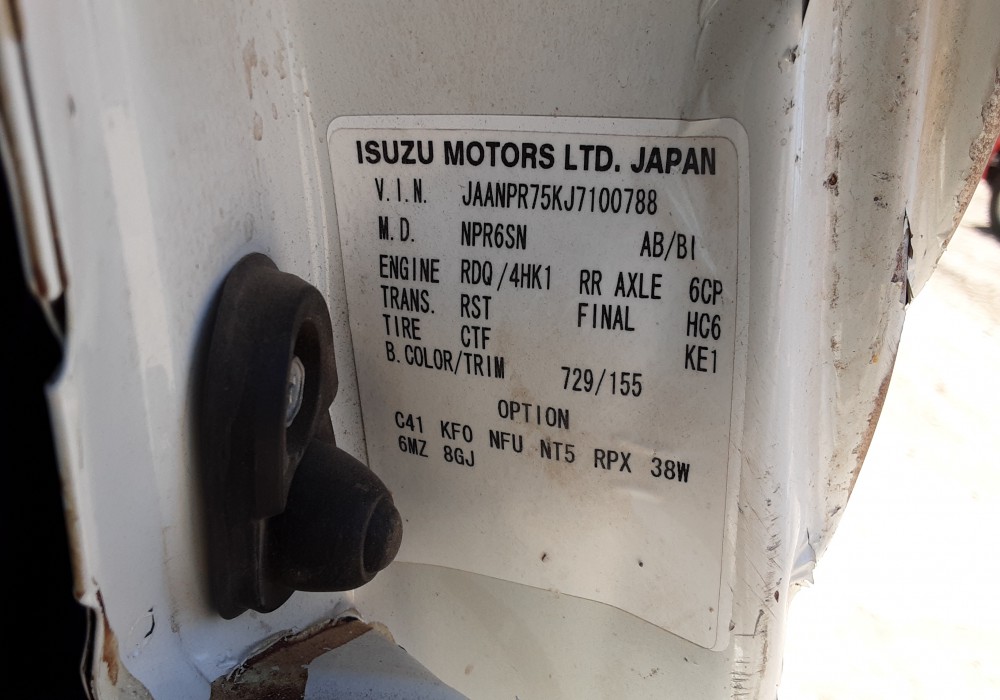 ISUZU MOTORS LTD. JAPAN
V.I.N. JAANPR75KJ7100788
M.D. NPR6SN AB/BI
ENGINE RDQ/4HK1 RR AXLE 6CP
TRANS. RST FINAL HC6
TIRE CTF KE1
B.COLOR/TRIM 729/155
OPTION
C41 KFO NFU NT5 RPX 38W
6MZ 8GJ